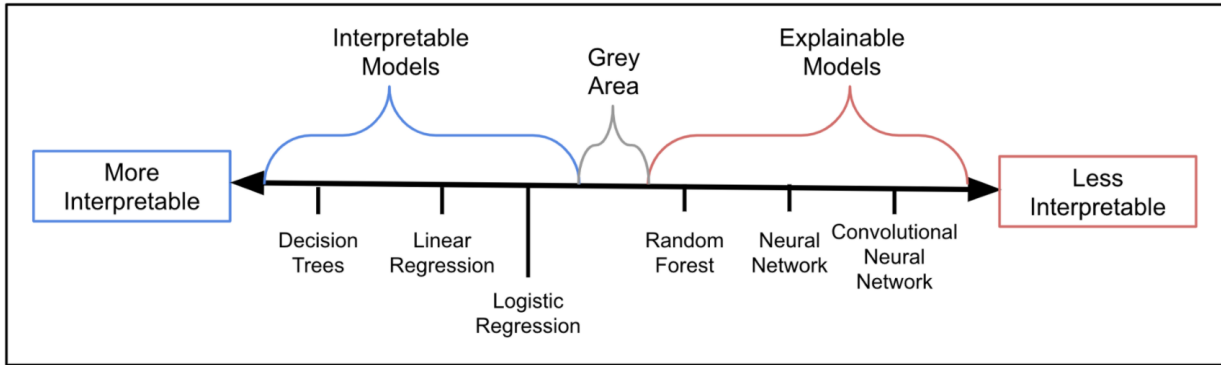 Interpretable
Models
Grey
Area
Explainable
Models
More
Interpretable
Less
Interpretable
Decision
Trees
Linear
Regression
Logistic
Regression
Random
Forest
Neural
Network
Convolutional
Neural
Network